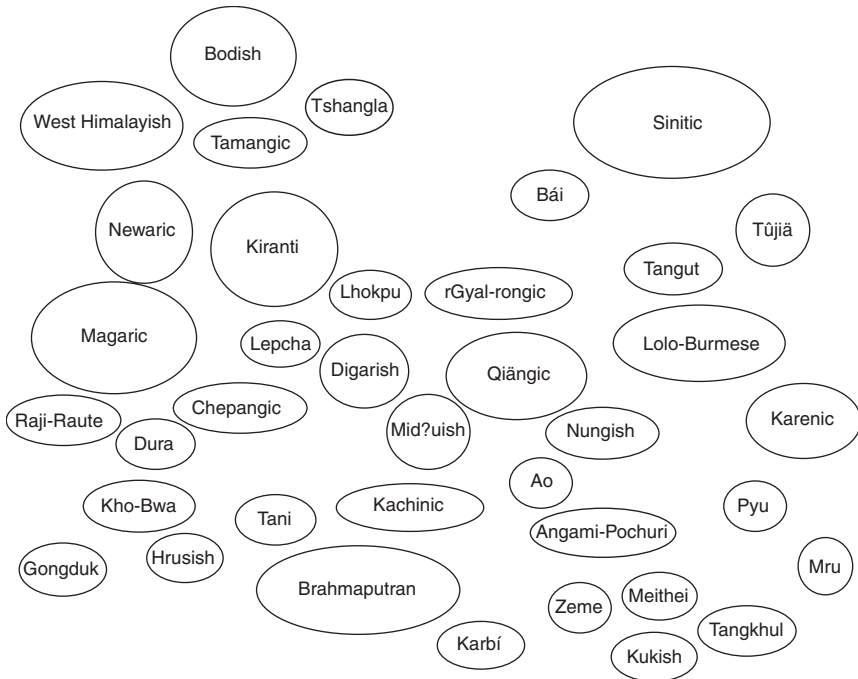 Bodish
Tshangla
West Himalayish
Tamangic
Sinitic
Bái
Newaric
Kiranti
Tûjiä
Tangut
Lhokpu
rGyal-rongic
Magaric
Lepcha
Lolo-Burmese
Digarish
Qiängic
Raji-Raute
Chepangic
Karenic
Dura
Mid?uish
Nungish
Ao
Kho-Bwa
Tani
Kachinic
Pyu
Angami-Pochuri
Gongduk
Hrusish
Mru
Brahmaputran
Zeme
Meithei
Tangkhul
Karbí
Kukish